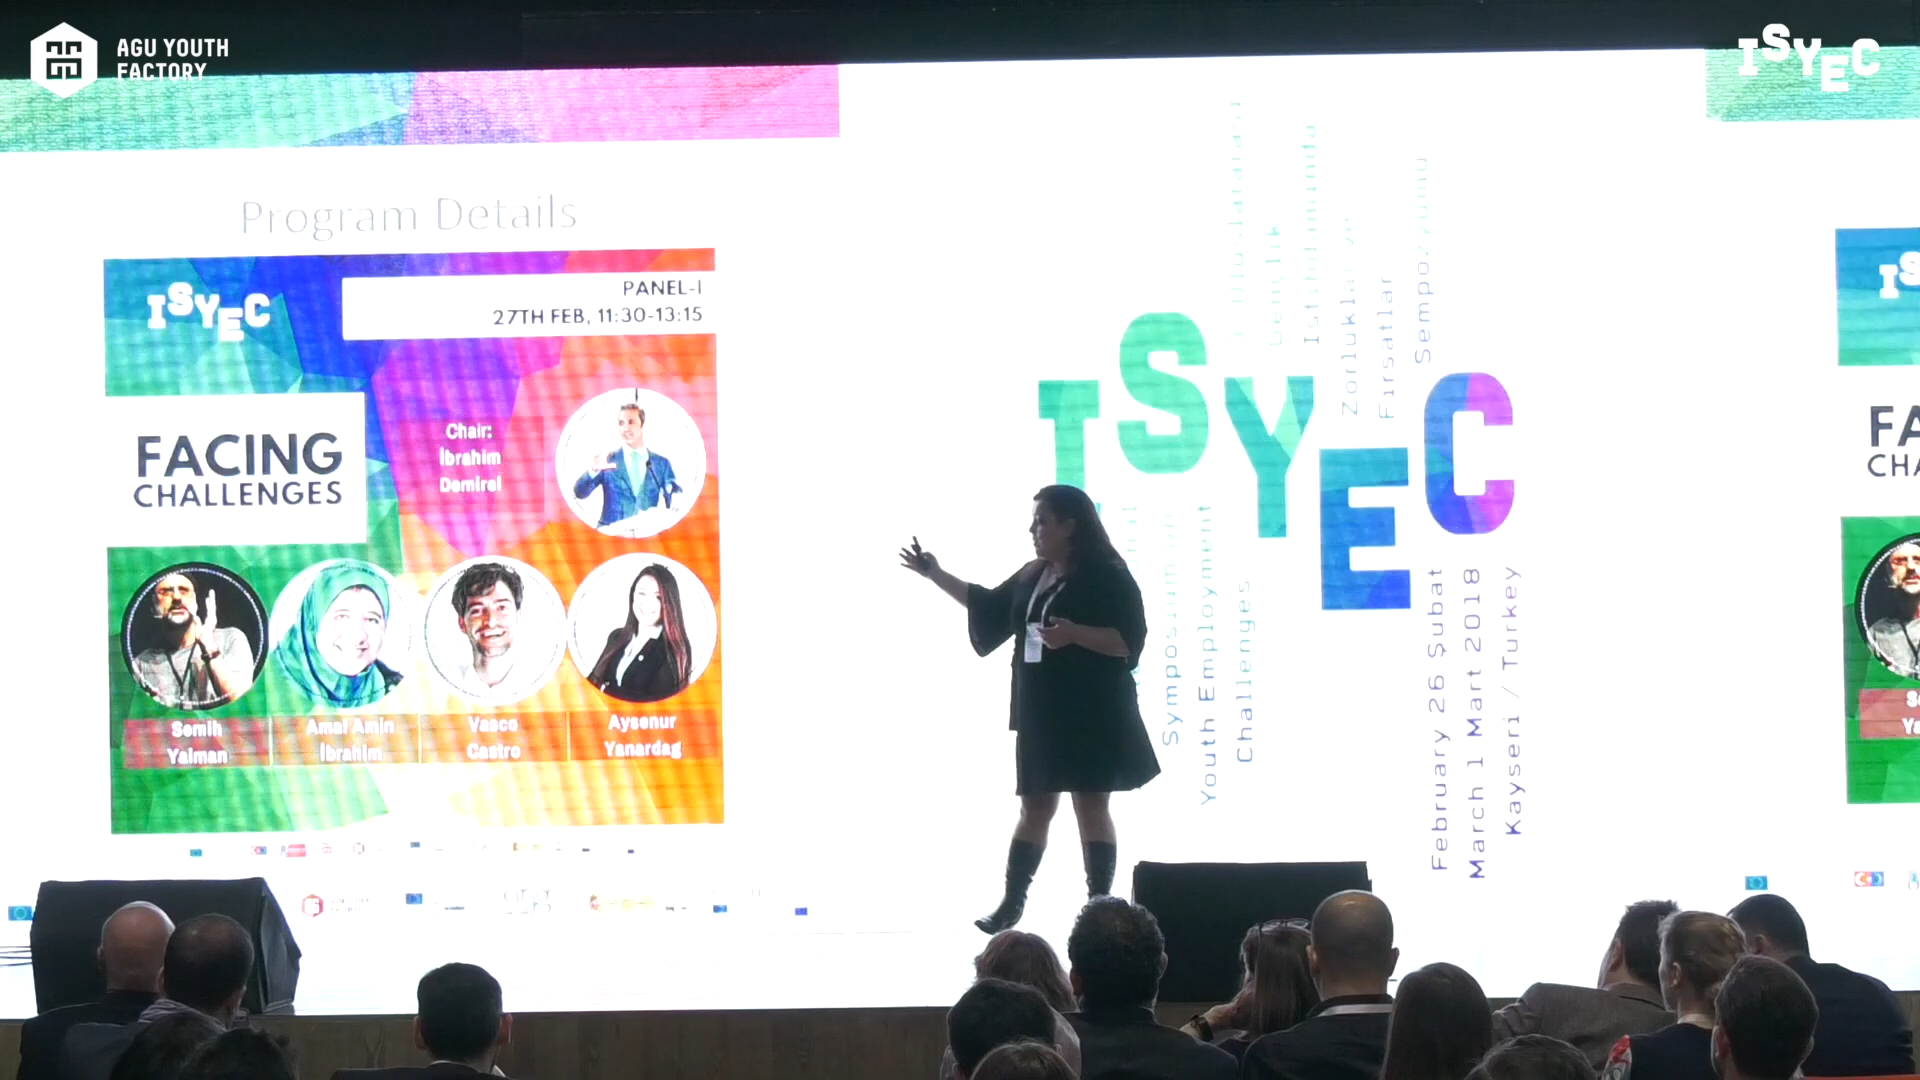 AGU YOUTH
FACTORY
ISYEC
Program Details
ISYEC
PANEL-I
27TH FEB, 11:30-13:15
FACING
CHALLENGES
Chair:
İbrahim
Demirel
Semih
Yalman
Amal Amin
İbrahim
Vasco
Castro
Aysenur
Yanardag
Gençlik
İstihdamında
Zorluklar ve
Fırsatlar
Sempozyumu
ISYEC
Symposium on
Youth Employment
Challenges
February 26 Şubat
March 1 Mart 2018
Kayseri / Turkey